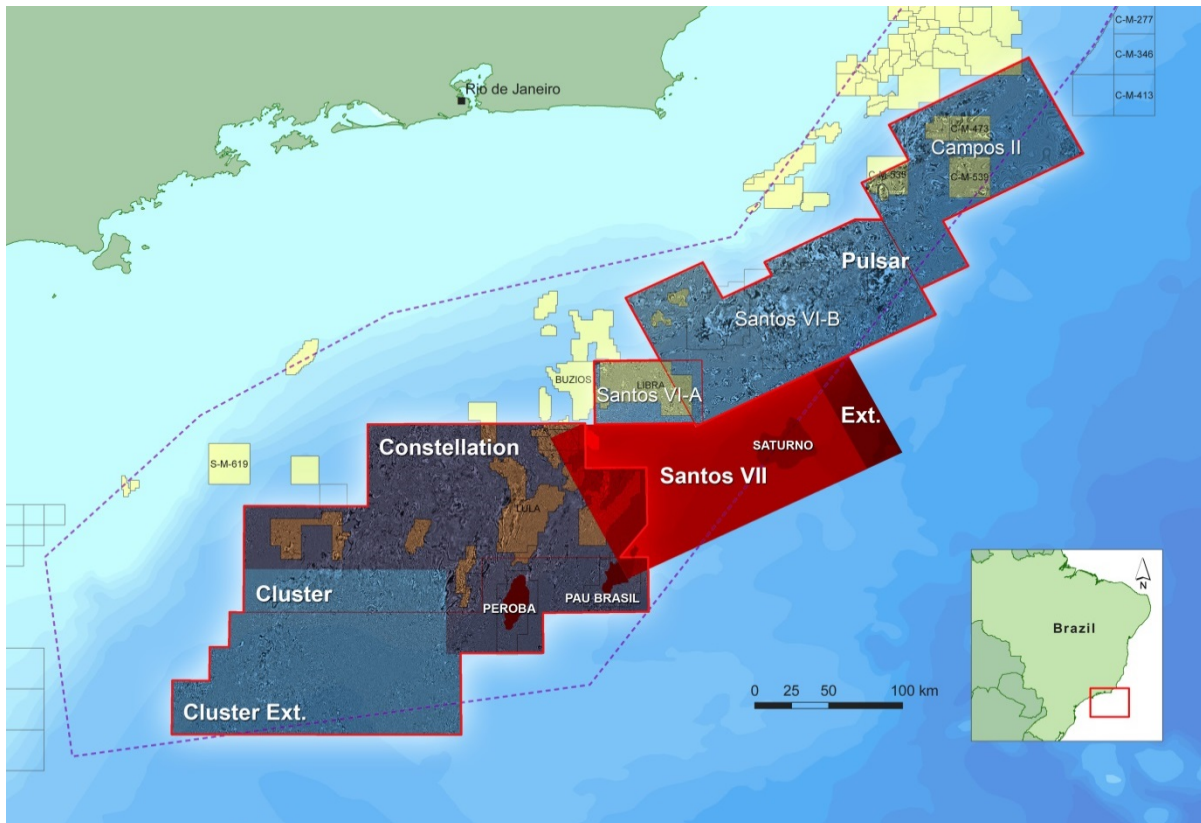 C-M-277
C-M-346
C-M-413
Rio de Janeiro
C-M-473
Campos II
C-M-539
Pulsar
Santos VI-B
BUZIOS
LIBRA
Santos VI-A
Ext.
SATURNO
Constellation
Santos VII
S-M-619
LULA
Cluster
PEROBA
PAU BRASIL
Cluster Ext.
0 25 50 100 km
N
Brazil